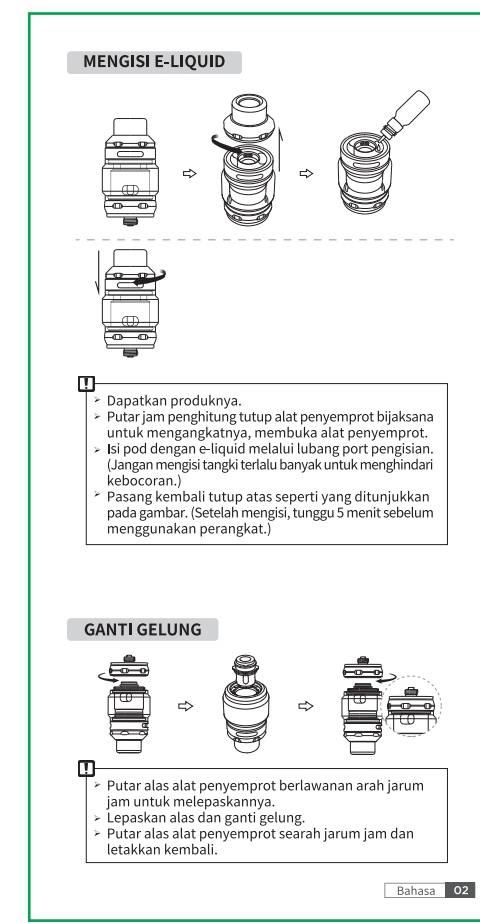 MENGISI E-LIQUID
Dapatkan produknya.
Putar jam penghitung tutup alat penyemprot bijaksana
untuk mengangkatnya, membuka alat penyemprot.
Isi pod dengan e-liquid melalui lubang port pengisian.
(Jangan mengisi tangki terlalu banyak untuk menghindari
kebocoran.)
Pasang kembali tutup atas seperti yang ditunjukkan
pada gambar. (Setelah mengisi, tunggu 5 menit sebelum
menggunakan perangkat.)
GANTI GELUNG
Putar alas alat penyemprot berlawanan arah jarum
jam untuk melepaskannya.
Lepaskan alas dan ganti gelung.
Putar alas alat penyemprot searah jarum jam dan
letakkan kembali.
Bahasa 02